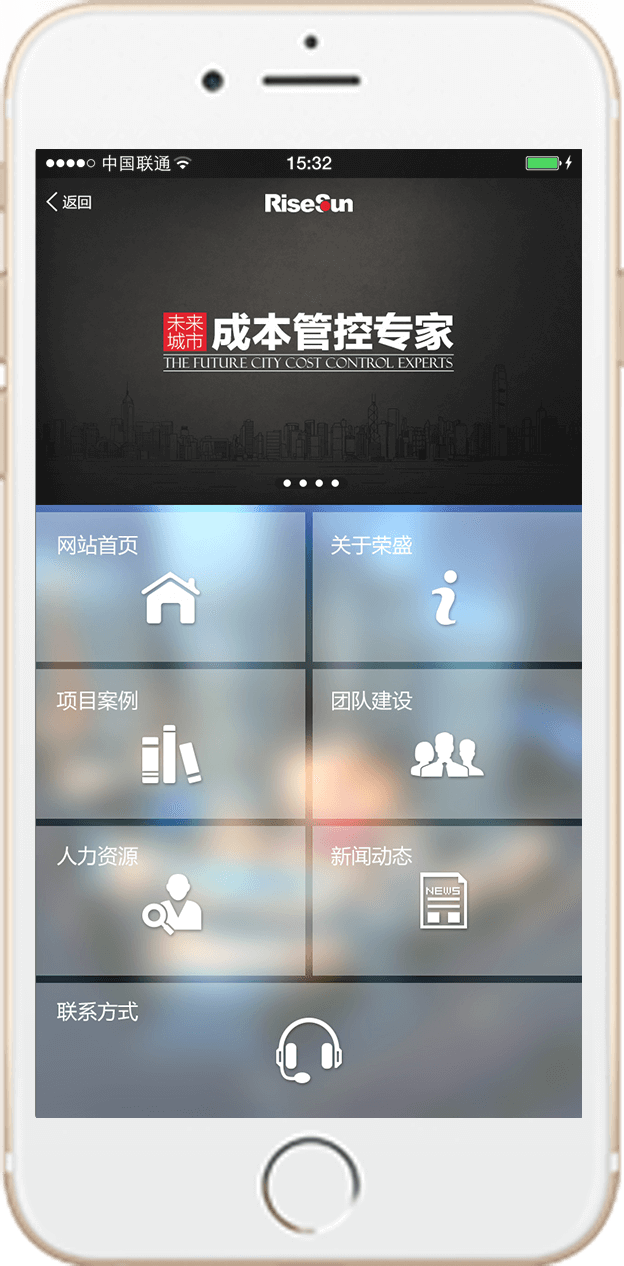 中国联通
15:32
返回
RiseSun
未来
城市
成本管控专家
THE FUTURE CITY COST CONTROL EXPERTS
网站首页
关于荣盛
项目案例
团队建设
人力资源
新闻动态
NEWS
联系方式